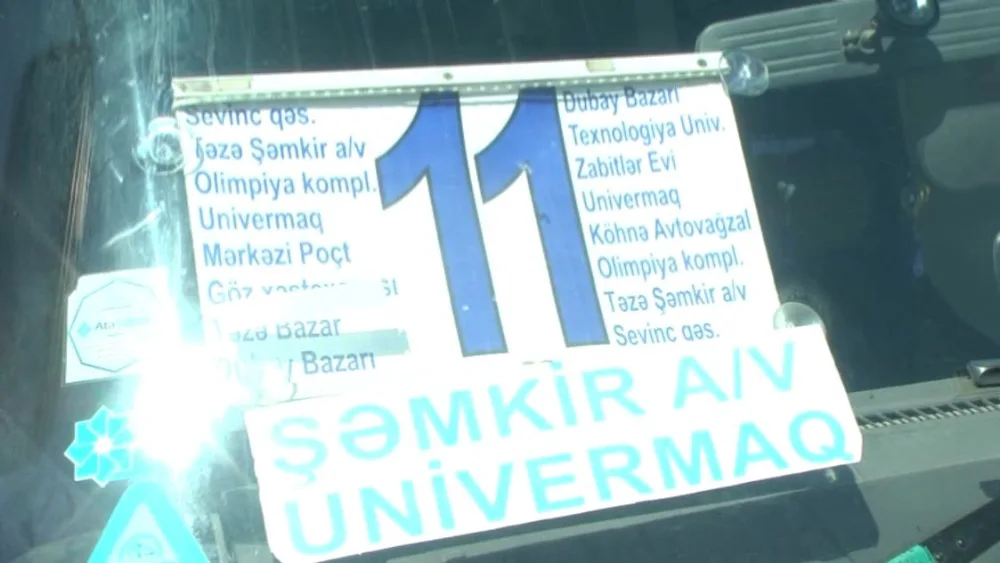 Sevinc qəs.
Təzə Şəmkir a/v
Olimpiya kompl.
Univermaq
Mərkəzi Poçt
Göz
Təzə Bazar
Bazarı
11
Dubay Bazarı
Texnologiya Univ.
Zabitlər Evi
Univermaq
Köhnə Avtovağzal
Olimpiya kompl.
Təzə Şəmkir a/v
Sevinc qəs.
ŞƏMKİR A/V
UNİVERMAQ